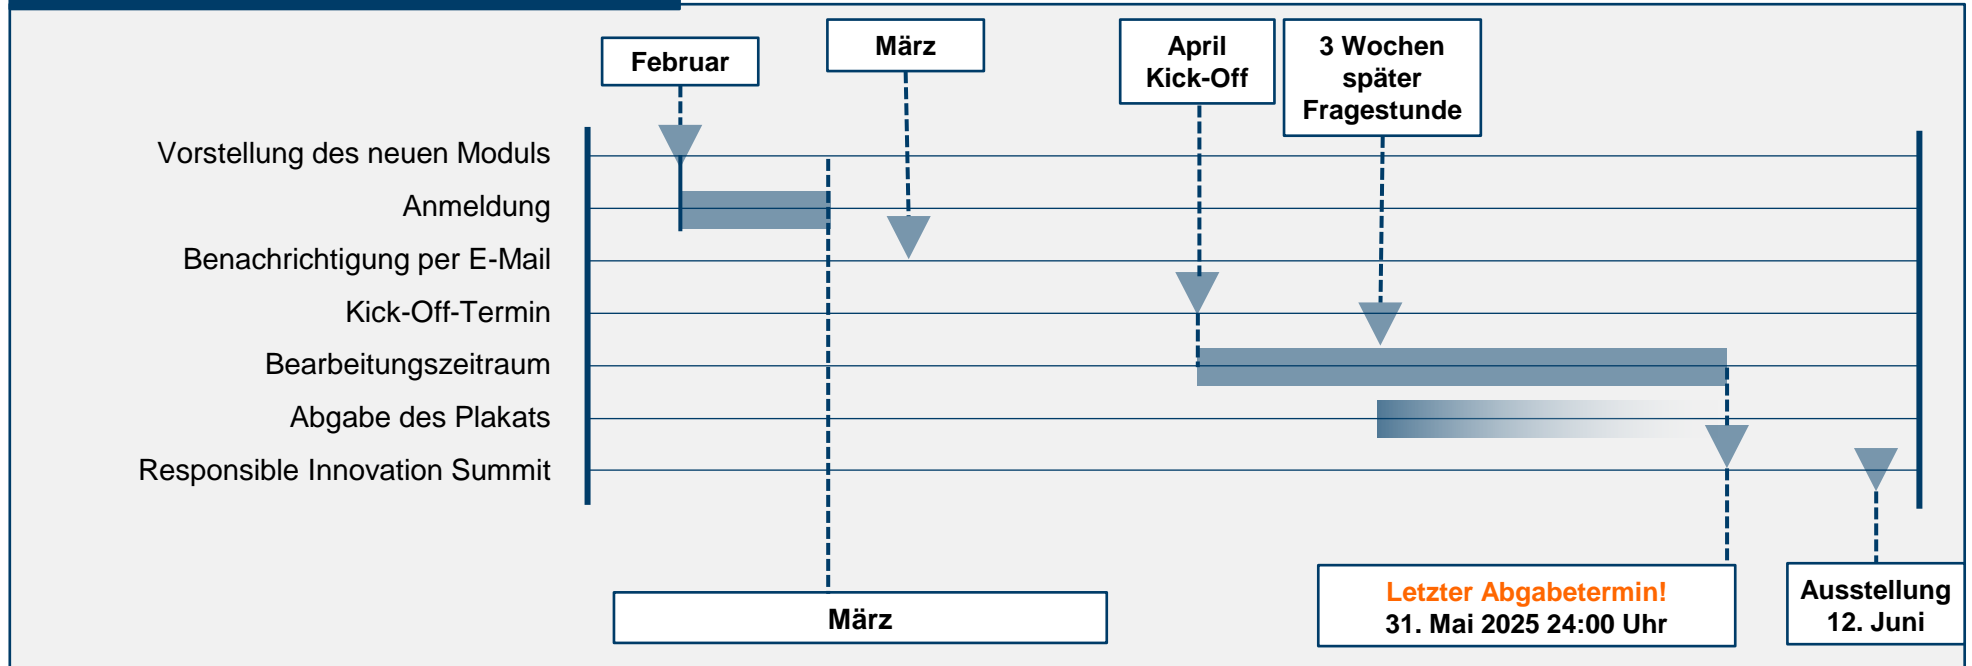 Februar
März
April
Kick-Off
3 Wochen
später
Fragestunde
Vorstellung des neuen Moduls
Anmeldung
Benachrichtigung per E-Mail
Kick-Off-Termin
Bearbeitungszeitraum
Abgabe des Plakats
Responsible Innovation Summit
März
Letzter Abgabetermin!
31. Mai 2025 24:00 Uhr
Ausstellung
12. Juni